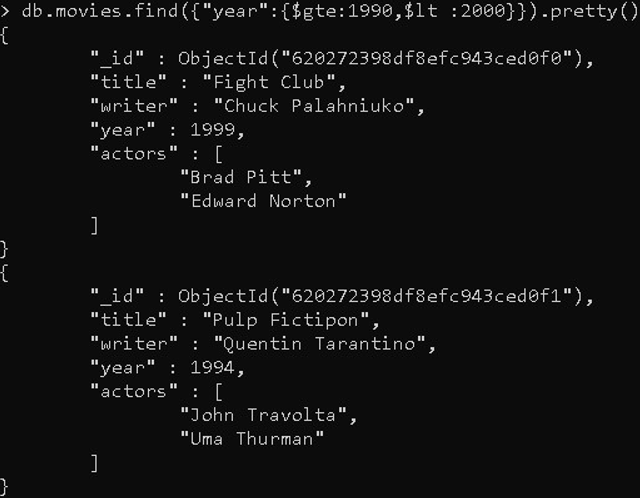 > db.movies.find({"year":{$gte:1990,$lt :2000}}).pretty()
{
        "_id" : ObjectId("620272398df8efc943ced0f0"),
        "title" : "Fight Club",
        "writer" : "Chuck Palahniuko",
        "year" : 1999,
        "actors" : [
                "Brad Pitt",
                "Edward Norton"
        ]
}
{
        "_id" : ObjectId("620272398df8efc943ced0f1"),
        "title" : "Pulp Fictipon",
        "writer" : "Quentin Tarantino",
        "year" : 1994,
        "actors" : [
                "John Travolta",
                "Uma Thurman"
        ]
}